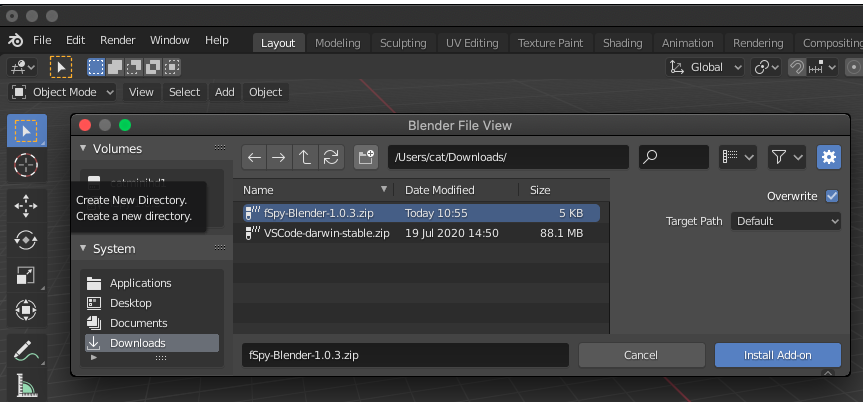 File Edit Render Window Help Layout Modeling Sculpting UV Editing Texture Paint Shading Animation Rendering Compositing
Global
Object Mode View Select Add Object
Blender File View
Volumes
/Users/cat/Downloads/
Name Date Modified Size
Create New Directory.
Create a new directory.
fSpy-Blender-1.0.3.zip Today 10:55 5 KB
VSCode-darwin-stable.zip 19 Jul 2020 14:50 88.1 MB
Overwrite
Target Path Default
System
Applications
Desktop
Documents
Downloads
fSpy-Blender-1.0.3.zip Cancel Install Add-on